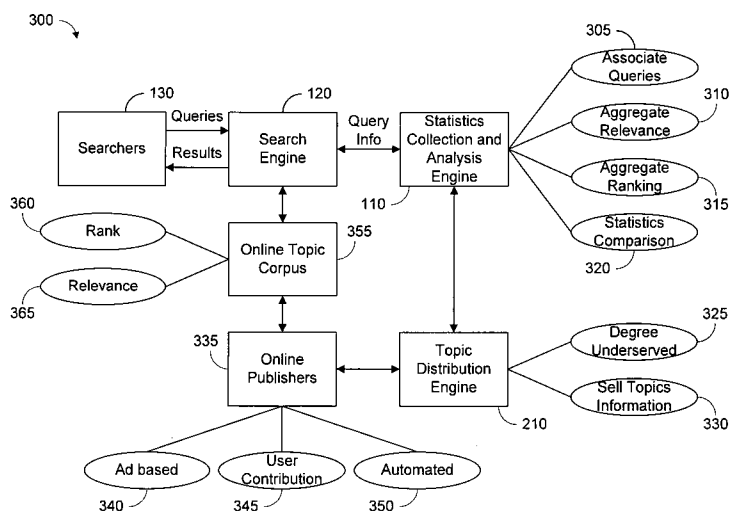 300
305
Associate
Queries
130
120
Queries
Searchers
Results
Search
Engine
Query
Info
Statistics
Collection and
Analysis
Engine
110
Aggregate
Relevance
310
Aggregate
Ranking
315
Statistics
Comparison
320
360
Rank
Relevance
365
Online Topic
Corpus
355
335
Online
Publishers
Topic
Distribution
Engine
210
Degree
Underserved
325
Sell Topics
Information
330
Ad based
340
User
Contribution
345
Automated
350